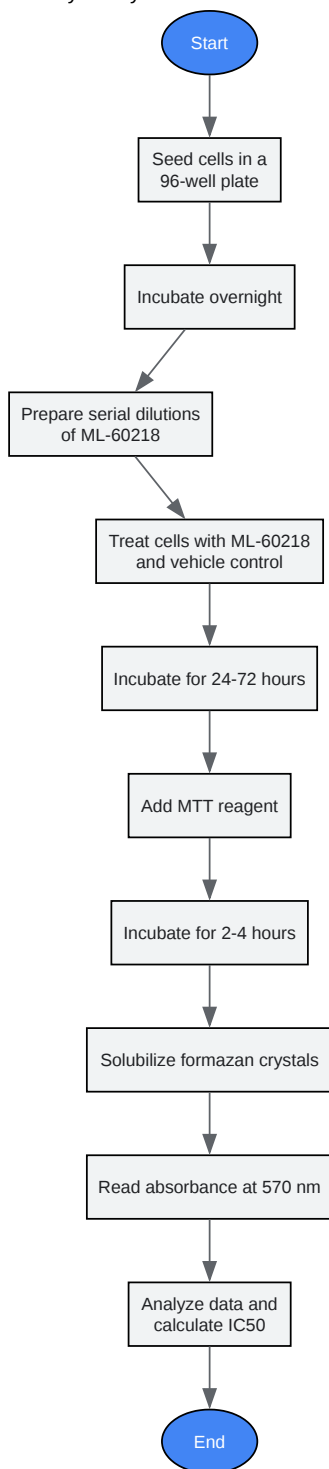 Start
Seed cells in a
96-well plate
Incubate overnight
Prepare serial dilutions
of ML-60218
Treat cells with ML-60218
and vehicle control
Incubate for 24-72 hours
Add MTT reagent
Incubate for 2-4 hours
Solubilize formazan crystals
Read absorbance at 570 nm
Analyze data and
calculate IC50
End